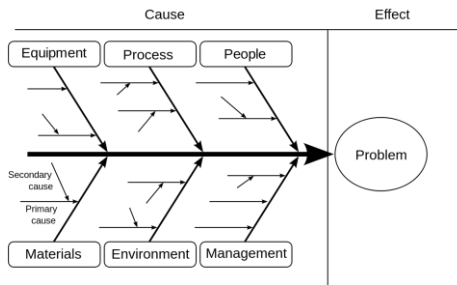 Cause
Effect
Equipment
Process
People
Problem
Secondary
cause
Primary
cause
Materials
Environment
Management